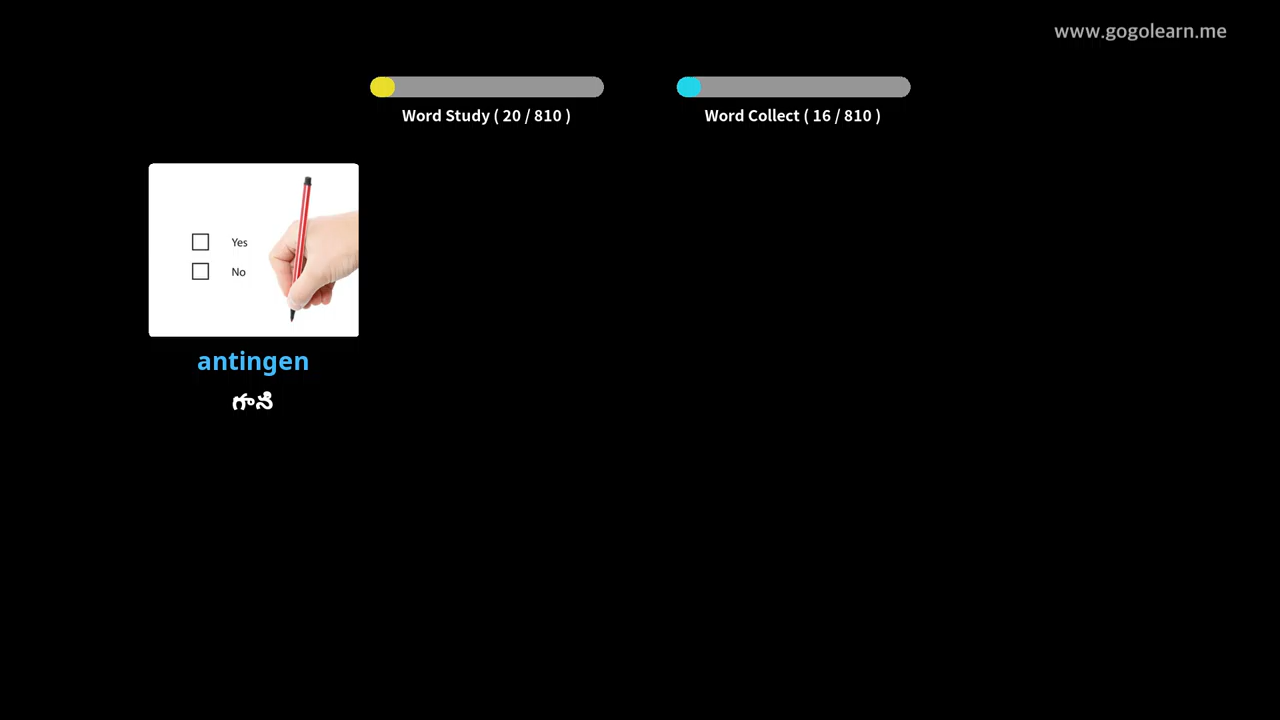 www.gogolearn.me
Word Study ( 20 / 810 )
Word Collect ( 16 / 810 )
Yes
No
antingen
గానీ